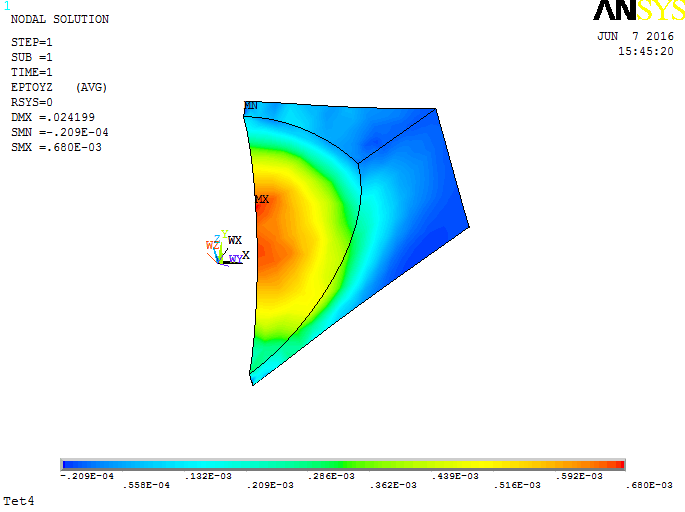 1
NODAL SOLUTION
ANSYS
JUN 7 2016
15:45:20
STEP=1
SUB =1
TIME=1
EPTOYZ (AVG)
RSYS=0
DMX =.024199
SMN =-.209E-04
SMX =.680E-03
MN
MX
Y
Z WX
WZ
X
WY
-.209E-04 .132E-03 .286E-03 .439E-03 .592E-03
.558E-04 .209E-03 .362E-03 .516E-03 .680E-03
Tet4